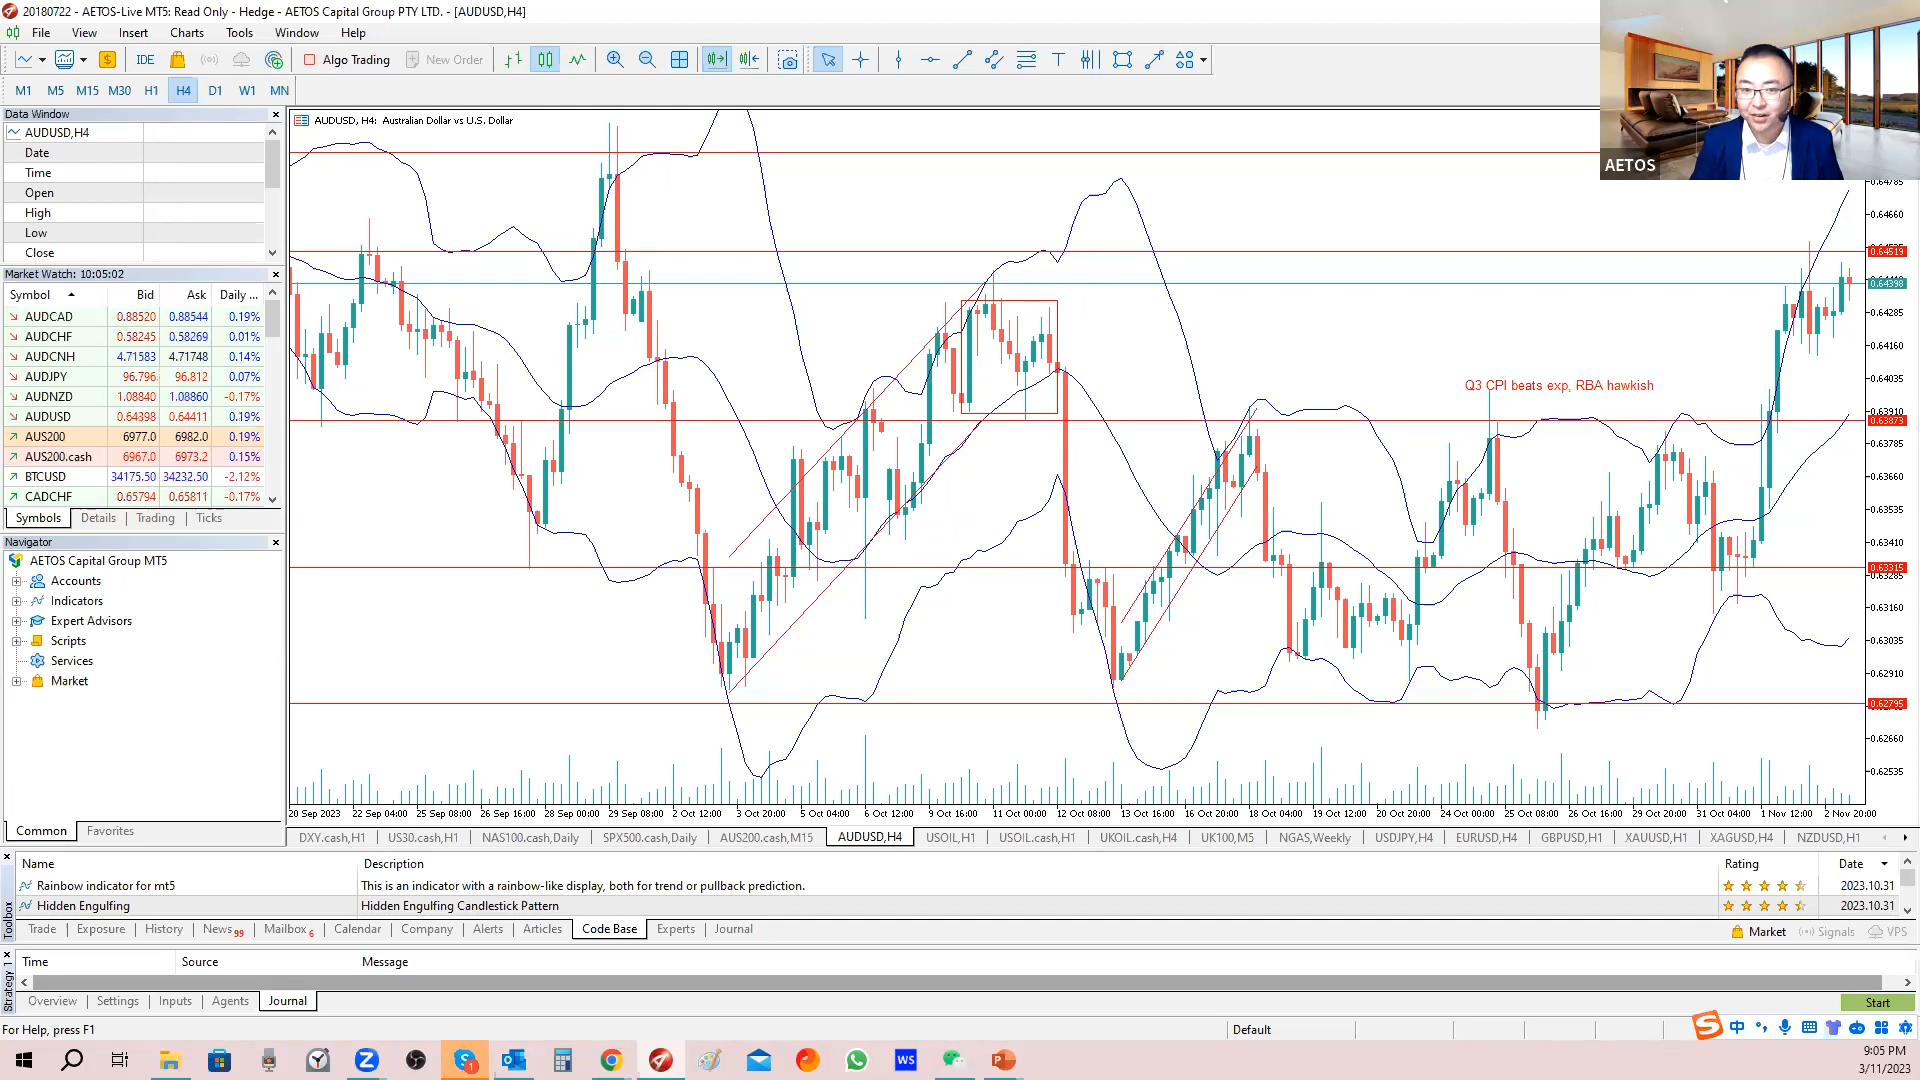 20180722 - AETOS-Live MT5: Read Only - Hedge - AETOS Capital Group PTY LTD. - [AUDUSD,H4]
File View Insert Charts Tools Window Help
IDE Algo Trading New Order
M1 M5 M15 M30 H1 H4 D1 W1 MN
AETOS
Data Window
AUDUSD,H4
Date
Time
Open
High
Low
Close
Market Watch: 10:05:02
Symbol Bid Ask Daily ...
AUDCAD 0.88520 0.88544 0.19%
AUDCHF 0.58245 0.58269 0.01%
AUDCNH 4.71583 4.71748 0.14%
AUDJPY 96.796 96.812 0.07%
AUDNZD 1.08840 1.08860 -0.17%
AUDUSD 0.64398 0.64411 0.19%
AUS200 6977.0 6982.0 0.19%
AUS200.cash 6967.0 6973.2 0.15%
BTCUSD 34175.50 34232.50 -2.12%
CADCHF 0.65794 0.65811 -0.17%
Symbols Details Trading Ticks
Navigator
AETOS Capital Group MT5
Accounts
Indicators
Expert Advisors
Scripts
Services
Market
Common Favorites
AUDUSD, H4: Australian Dollar vs U.S. Dollar
Q3 CPI beats exp, RBA hawkish
0.64785
0.64660
0.64519
0.64398
0.64285
0.64160
0.64035
0.63910
0.63873
0.63785
0.63660
0.63535
0.63410
0.63315
0.63285
0.63160
0.63035
0.62910
0.62795
0.62660
0.62535
20 Sep 2023 22 Sep 04:00 25 Sep 08:00 26 Sep 16:00 28 Sep 00:00 29 Sep 08:00 2 Oct 12:00 3 Oct 20:00 5 Oct 04:00 6 Oct 12:00 9 Oct 16:00 11 Oct 00:00 12 Oct 08:00 13 Oct 16:00 16 Oct 20:00 18 Oct 04:00 19 Oct 12:00 20 Oct 20:00 24 Oct 00:00 25 Oct 08:00 26 Oct 16:00 29 Oct 20:00 31 Oct 04:00 1 Nov 12:00 2 Nov 20:00
DXY.cash,H1 US30.cash,H1 NAS100.cash,Daily SPX500.cash,Daily AUS200.cash,M15 AUDUSD,H4 USOIL,H1 USOIL.cash,H1 UKOIL.cash,H4 UK100,M5 NGAS,Weekly USDJPY,H4 EURUSD,H4 GBPUSD,H1 XAUUSD,H1 XAGUSD,H4 NZDUSD,H1
Toolbox
Name Description Rating Date
Rainbow indicator for mt5 This is an indicator with a rainbow-like display, both for trend or pullback prediction. 2023.10.31
Hidden Engulfing Hidden Engulfing Candlestick Pattern 2023.10.31
Trade Exposure History News 99 Mailbox 6 Calendar Company Alerts Articles Code Base Experts Journal Market Signals VPS
Strategy 1
Time Source Message
Overview Settings Inputs Agents Journal Start
For Help, press F1 Default
中
WS
9:05 PM
3/11/2023